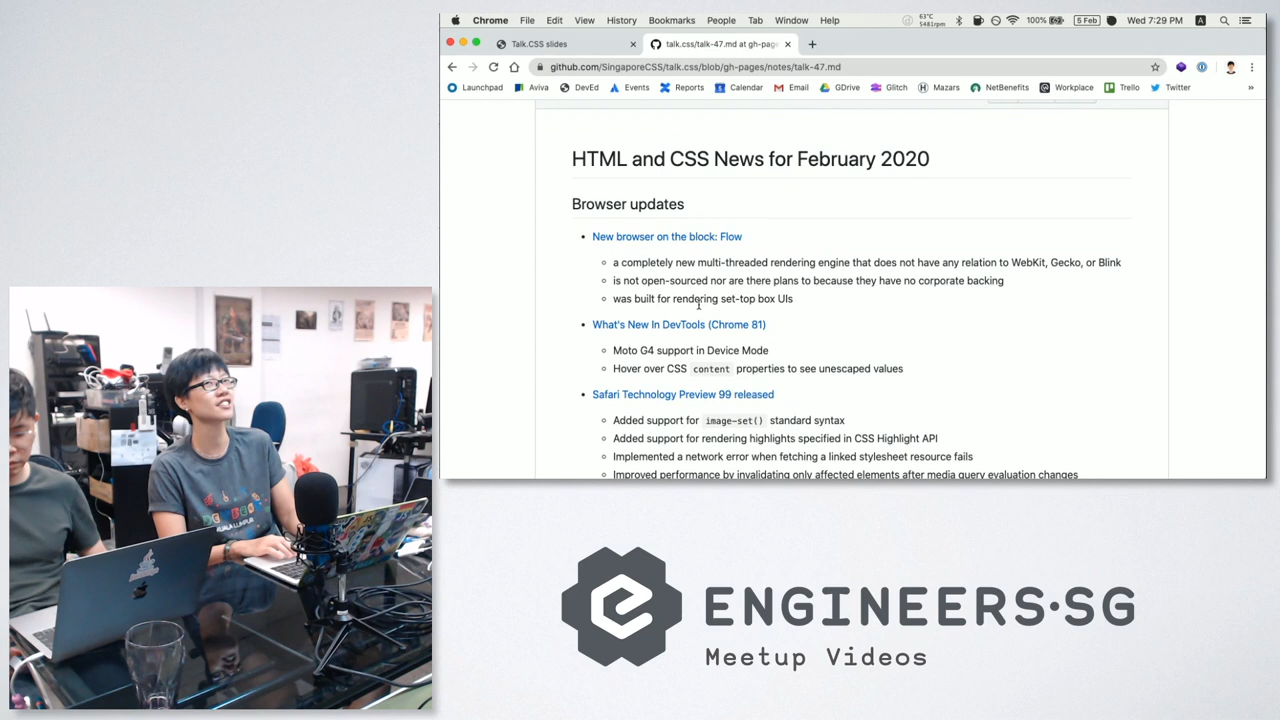 Chrome File Edit View History Bookmarks People Tab Window Help
63°C
5481rpm
100%
5 Feb
Wed 7:29 PM
A
Talk.CSS slides
talk.css/talk-47.md at gh-page
github.com/SingaporeCSS/talk.css/blob/gh-pages/notes/talk-47.md
Launchpad Aviva DevEd Events Reports Calendar Email GDrive Glitch Mazars NetBenefits Workplace Trello Twitter »
HTML and CSS News for February 2020
Browser updates
• New browser on the block: Flow
a completely new multi-threaded rendering engine that does not have any relation to WebKit, Gecko, or Blink
is not open-sourced nor are there plans to because they have no corporate backing
was built for rendering set-top box UIs
• What's New In DevTools (Chrome 81)
Moto G4 support in Device Mode
Hover over CSS content properties to see unescaped values
• Safari Technology Preview 99 released
Added support for image-set() standard syntax
Added support for rendering highlights specified in CSS Highlight API
Implemented a network error when fetching a linked stylesheet resource fails
Improved performance by invalidating only affected elements after media query evaluation changes
KUALA LUMPUR
ENGINEERS•SG
Meetup Videos